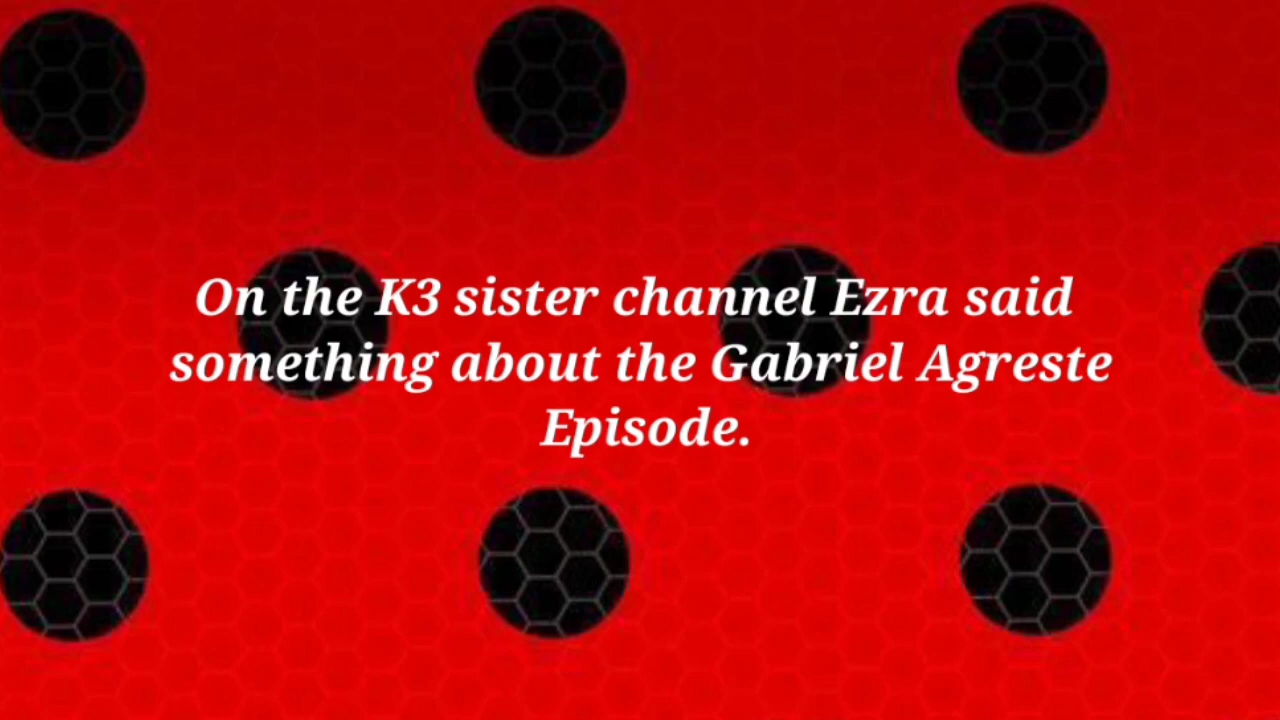 On the K3 sister channel Ezra said
something about the Gabriel Agreste
Episode.